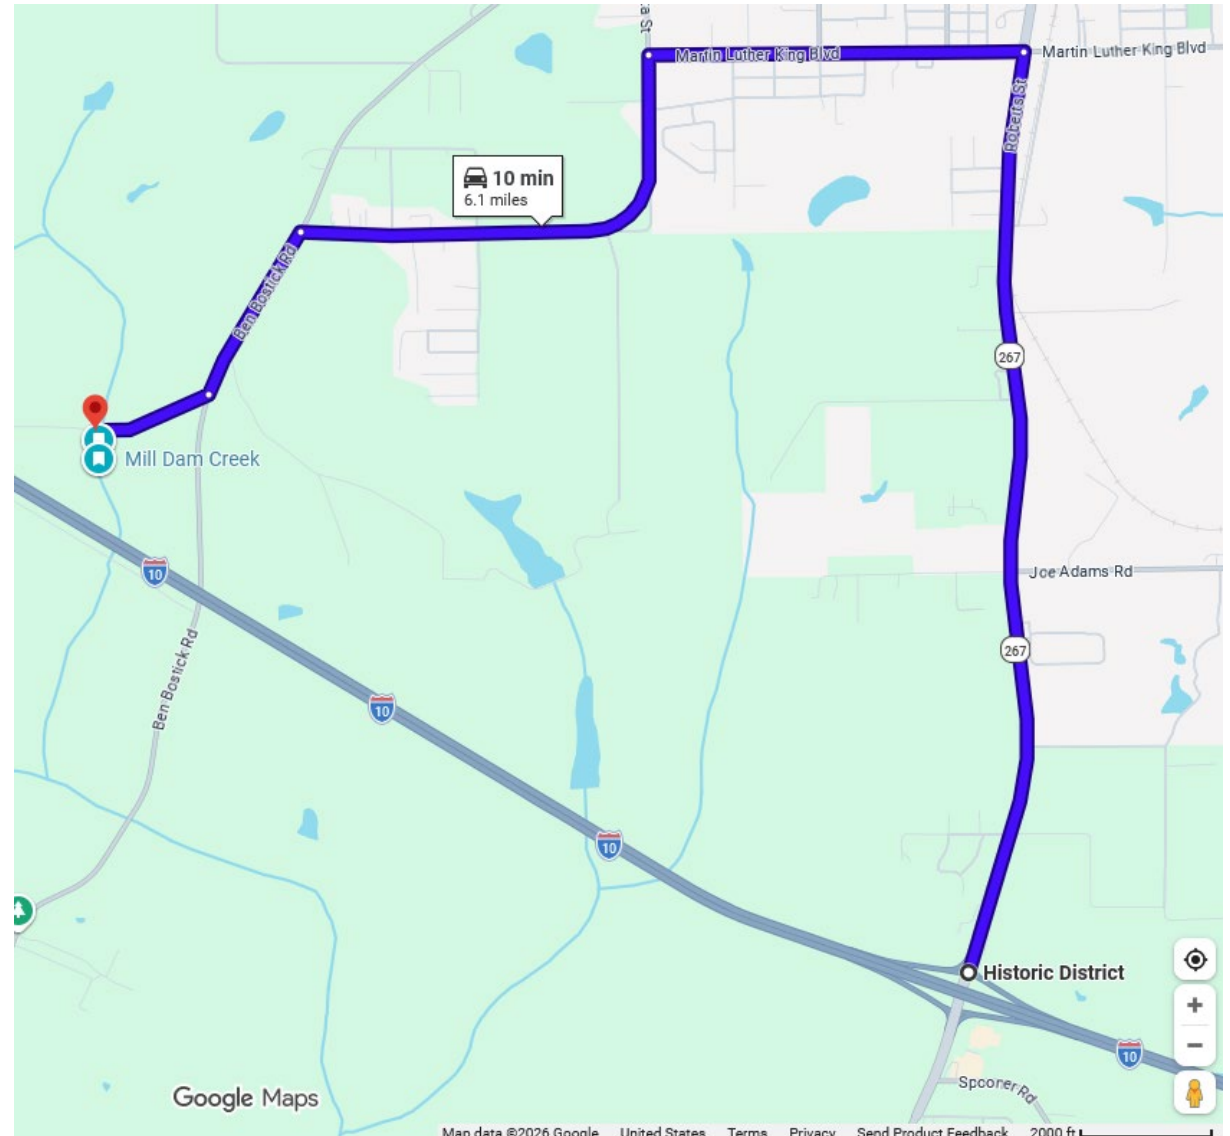 Martin Luther King Blvd
Martin Luther King Blvd
Roberts St
10 min
6.1 miles
Ben Bostick Rd
267
Mill Dam Creek
10
Joe Adams Rd
267
Ben Bostick Rd
10
10
Historic District
10
Spooner Rd
Google Maps
Map data ©2026 Google United States Terms Privacy Send Product Feedback 2000 ft